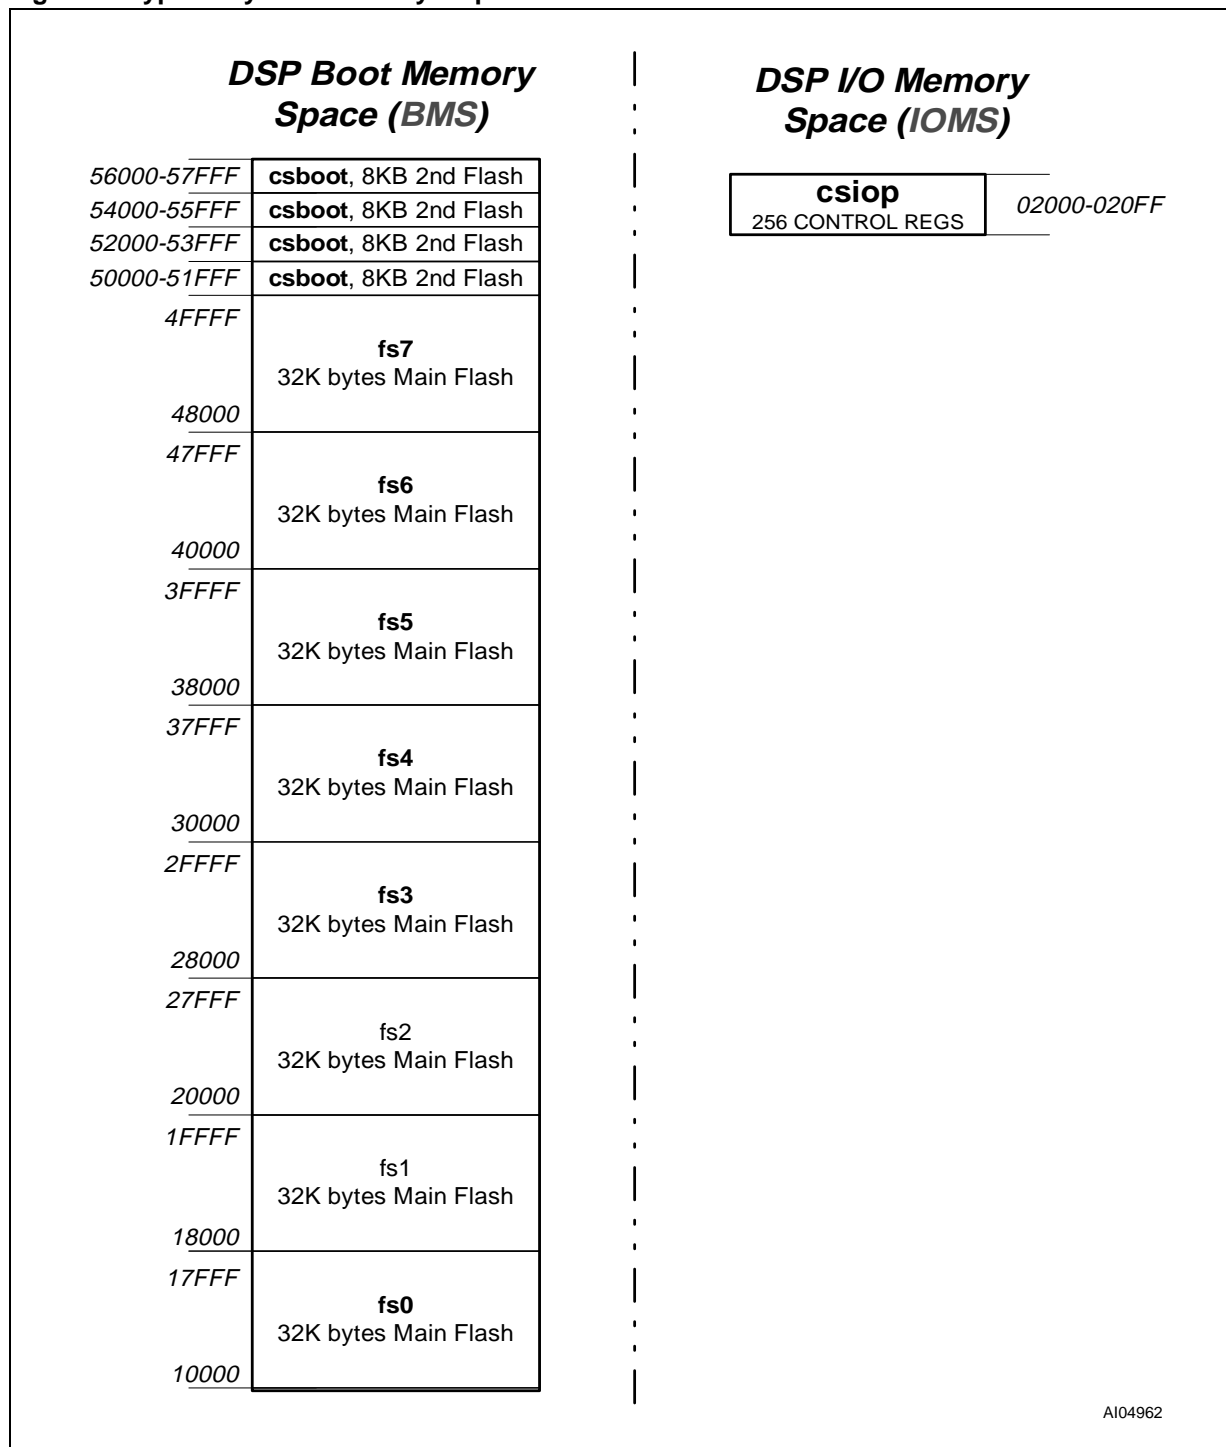 DSP Boot Memory
Space (BMS)
56000-57FFF csboot, 8KB 2nd Flash
54000-55FFF csboot, 8KB 2nd Flash
52000-53FFF csboot, 8KB 2nd Flash
50000-51FFF csboot, 8KB 2nd Flash
4FFFF
fs7
32K bytes Main Flash
48000
47FFF
fs6
32K bytes Main Flash
40000
3FFFF
fs5
32K bytes Main Flash
38000
37FFF
fs4
32K bytes Main Flash
30000
2FFFF
fs3
32K bytes Main Flash
28000
27FFF
fs2
32K bytes Main Flash
20000
1FFFF
fs1
32K bytes Main Flash
18000
17FFF
fs0
32K bytes Main Flash
10000
DSP I/O Memory
Space (IOMS)
csiop
256 CONTROL REGS
02000-020FF
AI04962